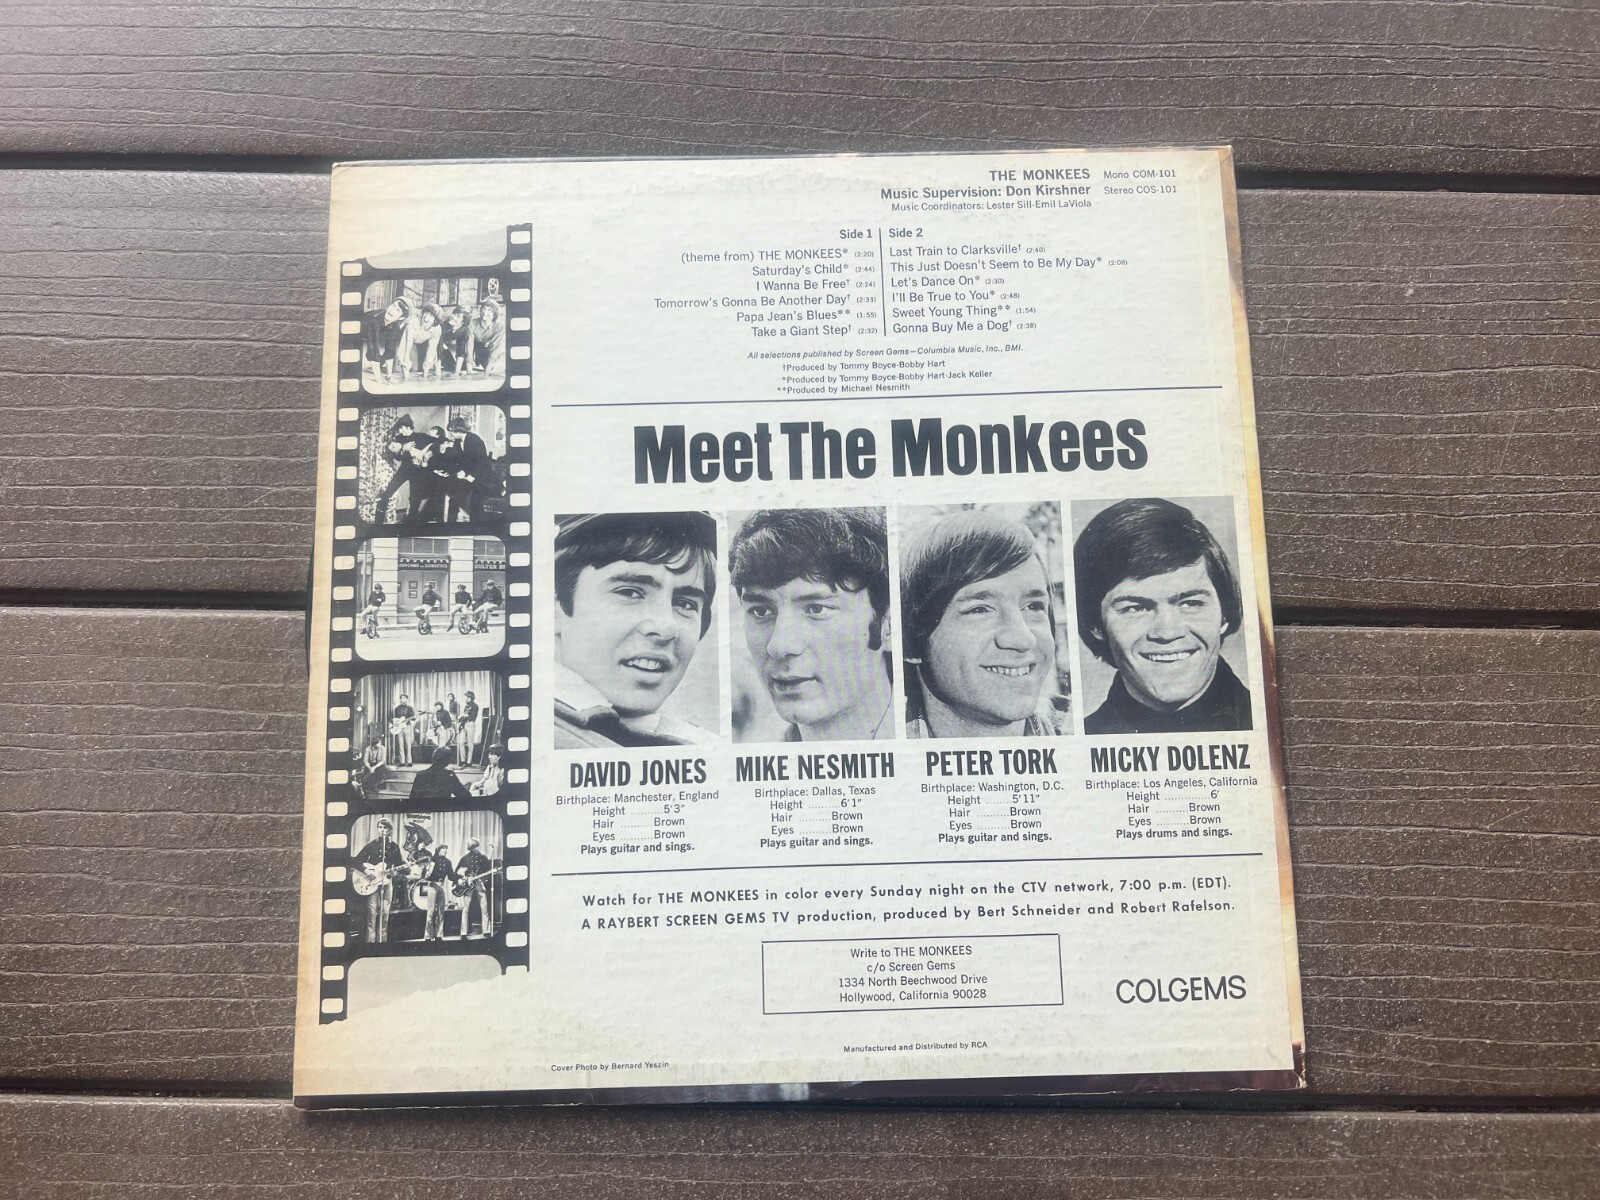 THE MONKEES Mono COM-101
Music Supervision: Don Kirshner Stereo COS-101
Music Coordinators: Lester Sill-Emil LaViola
Side 1
(theme from) THE MONKEES* (2:20)
Saturday's Child* (2:44)
I Wanna Be Free† (2:24)
Tomorrow's Gonna Be Another Day† (2:33)
Papa Jean's Blues** (1:55)
Take a Giant Step† (2:32)
Side 2
Last Train to Clarksville† (2:40)
This Just Doesn't Seem to Be My Day* (2:08)
Let's Dance On* (2:30)
I'll Be True to You* (2:48)
Sweet Young Thing** (1:54)
Gonna Buy Me a Dog† (2:38)
All selections published by Screen Gems—Columbia Music, Inc., BMI.
†Produced by Tommy Boyce-Bobby Hart
*Produced by Tommy Boyce-Bobby Hart-Jack Keller
**Produced by Michael Nesmith
Meet The Monkees
DAVID JONES
Birthplace: Manchester, England
Height ........5'3"
Hair ..........Brown
Eyes ..........Brown
Plays guitar and sings.
MIKE NESMITH
Birthplace: Dallas, Texas
Height .........6'1"
Hair ..........Brown
Eyes ..........Brown
Plays guitar and sings.
PETER TORK
Birthplace: Washington, D.C.
Height ........5'11"
Hair ..........Brown
Eyes ..........Brown
Plays guitar and sings.
MICKY DOLENZ
Birthplace: Los Angeles, California
Height ..............6'
Hair ..........Brown
Eyes ..........Brown
Plays drums and sings.
Watch for THE MONKEES in color every Sunday night on the CTV network, 7:00 p.m. (EDT).
A RAYBERT SCREEN GEMS TV production, produced by Bert Schneider and Robert Rafelson.
Write to THE MONKEES
c/o Screen Gems
1334 North Beechwood Drive
Hollywood, California 90028
COLGEMS
Manufactured and Distributed by RCA
Cover Photo by Bernard Yeszin